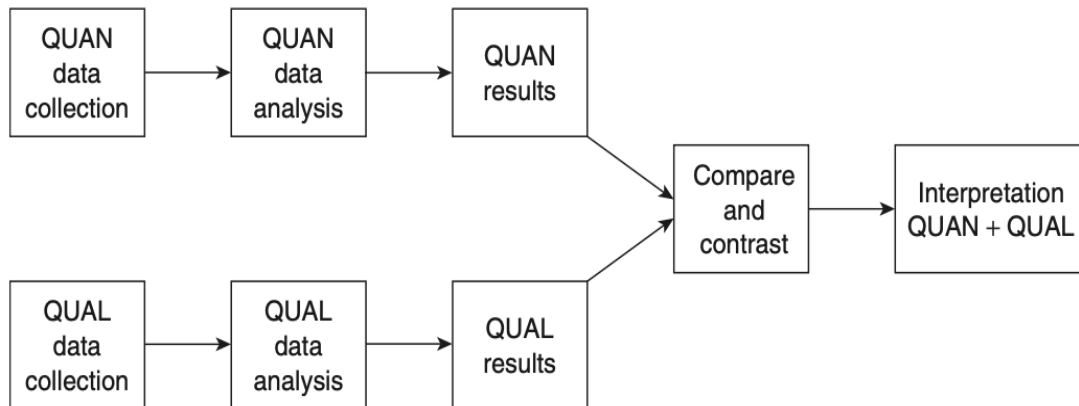 QUAN
data
collection
QUAN
data
analysis
QUAN
results
Compare
and
contrast
Interpretation
QUAN + QUAL
QUAL
data
collection
QUAL
data
analysis
QUAL
results